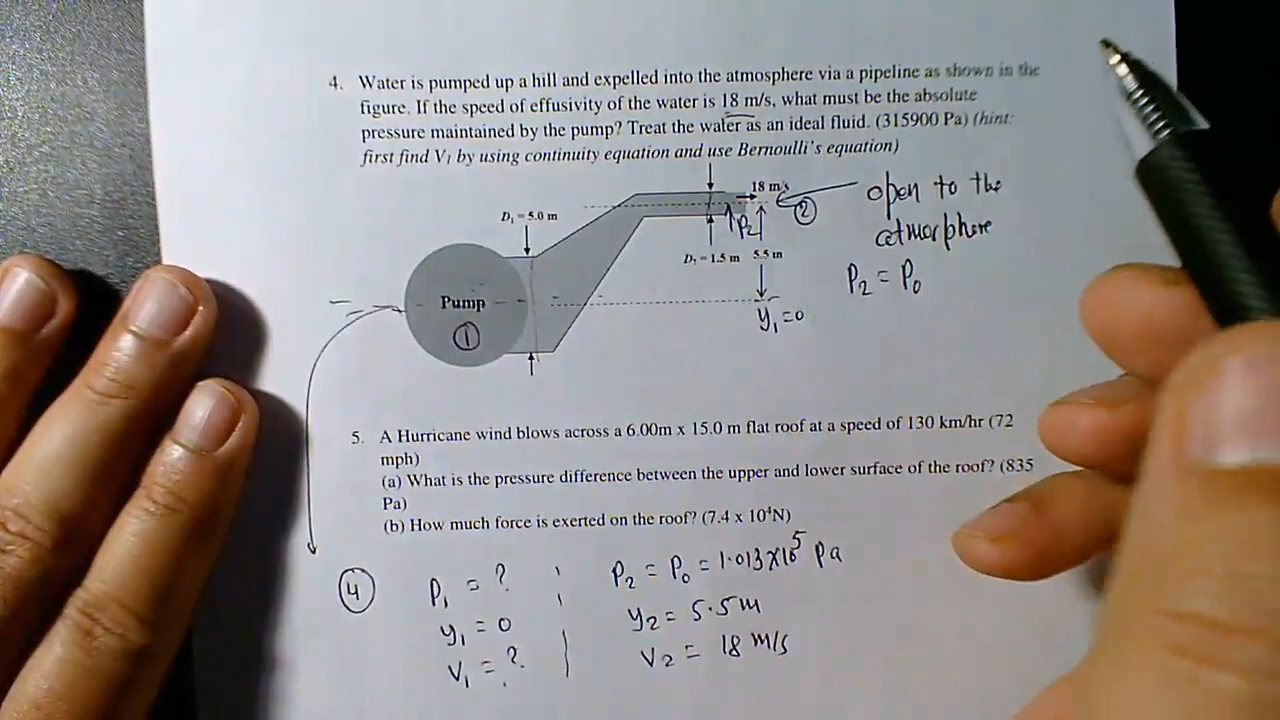 4. Water is pumped up a hill and expelled into the atmosphere via a pipeline as shown in the
figure. If the speed of effusivity of the water is 18 m/s, what must be the absolute
pressure maintained by the pump? Treat the water as an ideal fluid. (315900 Pa) (hint:
first find V₁ by using continuity equation and use Bernoulli's equation)
18 m/s
② open to the
atmorphere
D₁ = 5.0 m
P₂
D₂ = 1.5 m 5.5 m
P₂ = P₀
Pump
①
y₁ = 0
5. A Hurricane wind blows across a 6.00m x 15.0 m flat roof at a speed of 130 km/hr (72
mph)
(a) What is the pressure difference between the upper and lower surface of the roof? (835
Pa)
(b) How much force is exerted on the roof? (7.4 x 10⁴N)
④ P₁ = ? P₂ = P₀ = 1.013×10⁵ Pa
y₁ = 0 y₂ = 5.5m
V₁ = ? V₂ = 18 m/s